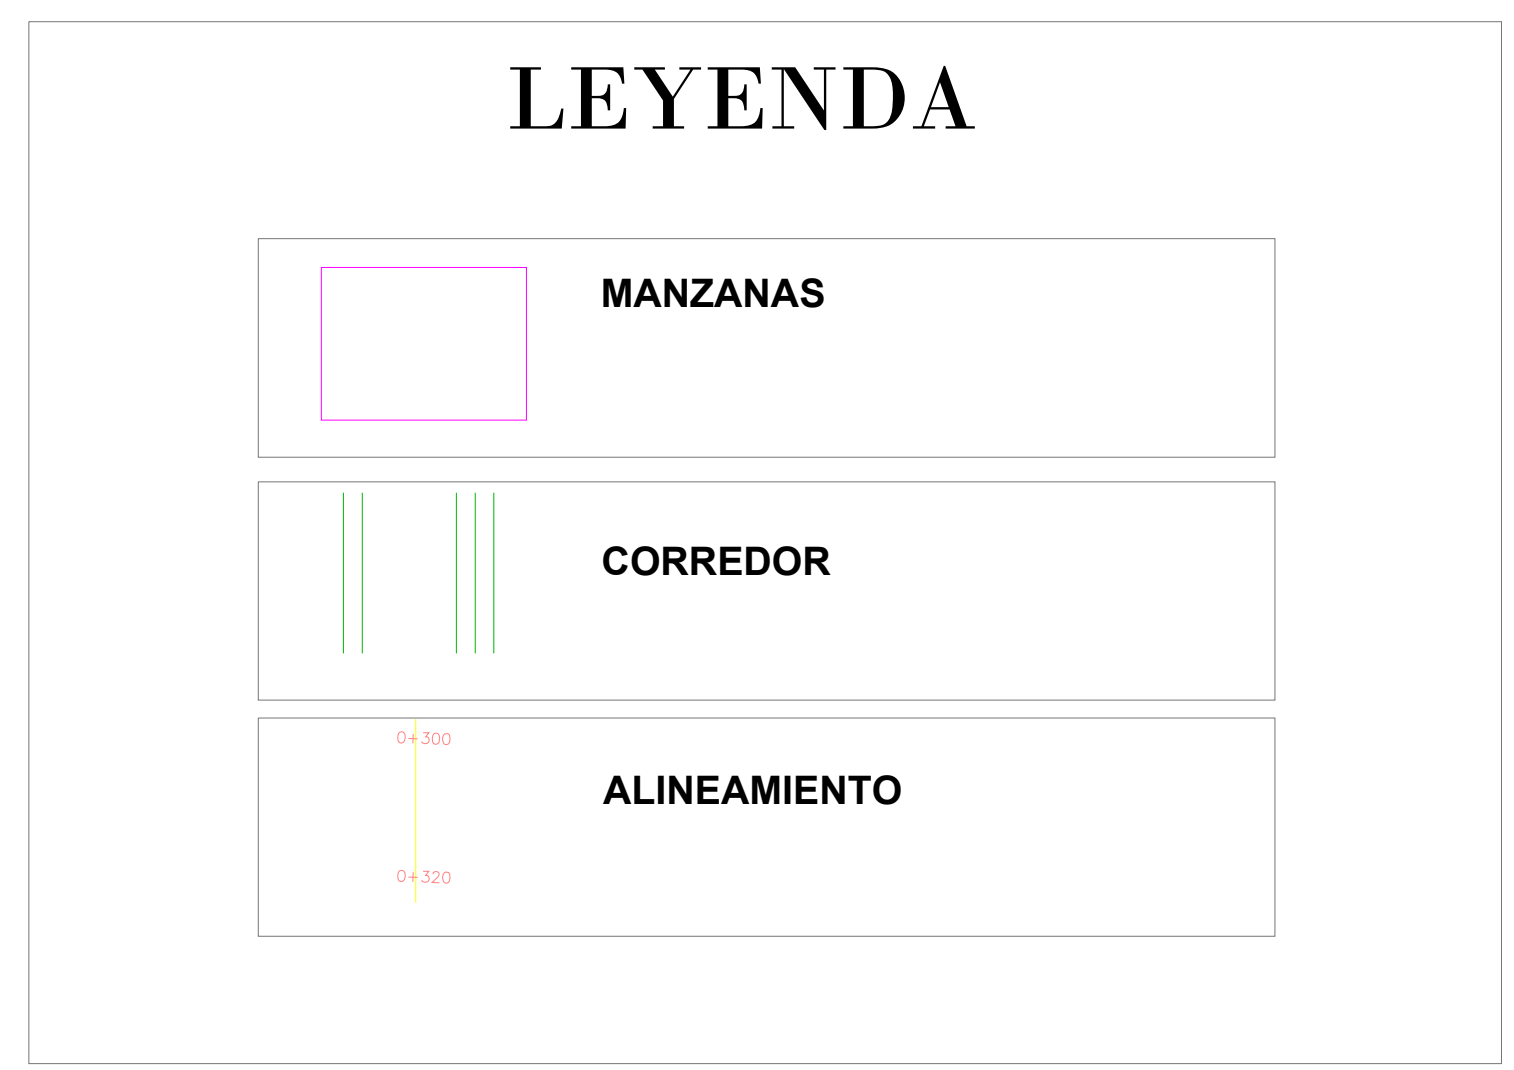 LEYENDA
MANZANAS
CORREDOR
0+300
ALINEAMIENTO
0+320